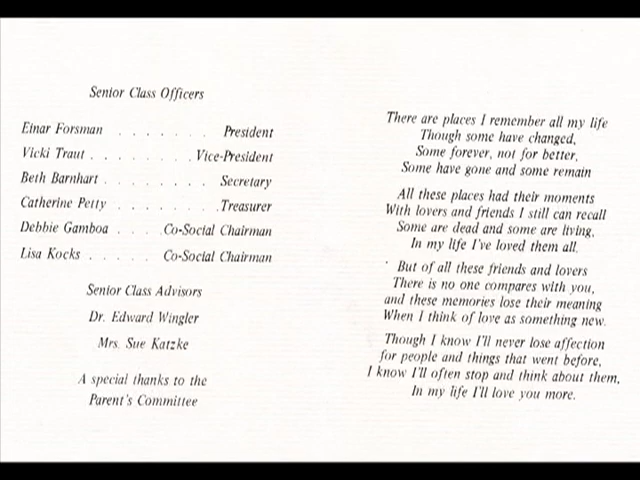 Senior Class Officers
Einar Forsman . . . . . . . President
Vicki Traut . . . . . . . . Vice-President
Beth Barnhart . . . . . . . . Secretary
Catherine Petty . . . . . . . . Treasurer
Debbie Gamboa . . . . Co-Social Chairman
Lisa Kocks . . . . . Co-Social Chairman
Senior Class Advisors
Dr. Edward Wingler
Mrs. Sue Katzke
A special thanks to the
Parent's Committee
There are places I remember all my life
Though some have changed,
Some forever, not for better,
Some have gone and some remain
All these places had their moments
With lovers and friends I still can recall
Some are dead and some are living,
In my life I've loved them all.
But of all these friends and lovers
There is no one compares with you,
and these memories lose their meaning
When I think of love as something new.
Though I know I'll never lose affection
for people and things that went before,
I know I'll often stop and think about them,
In my life I'll love you more.